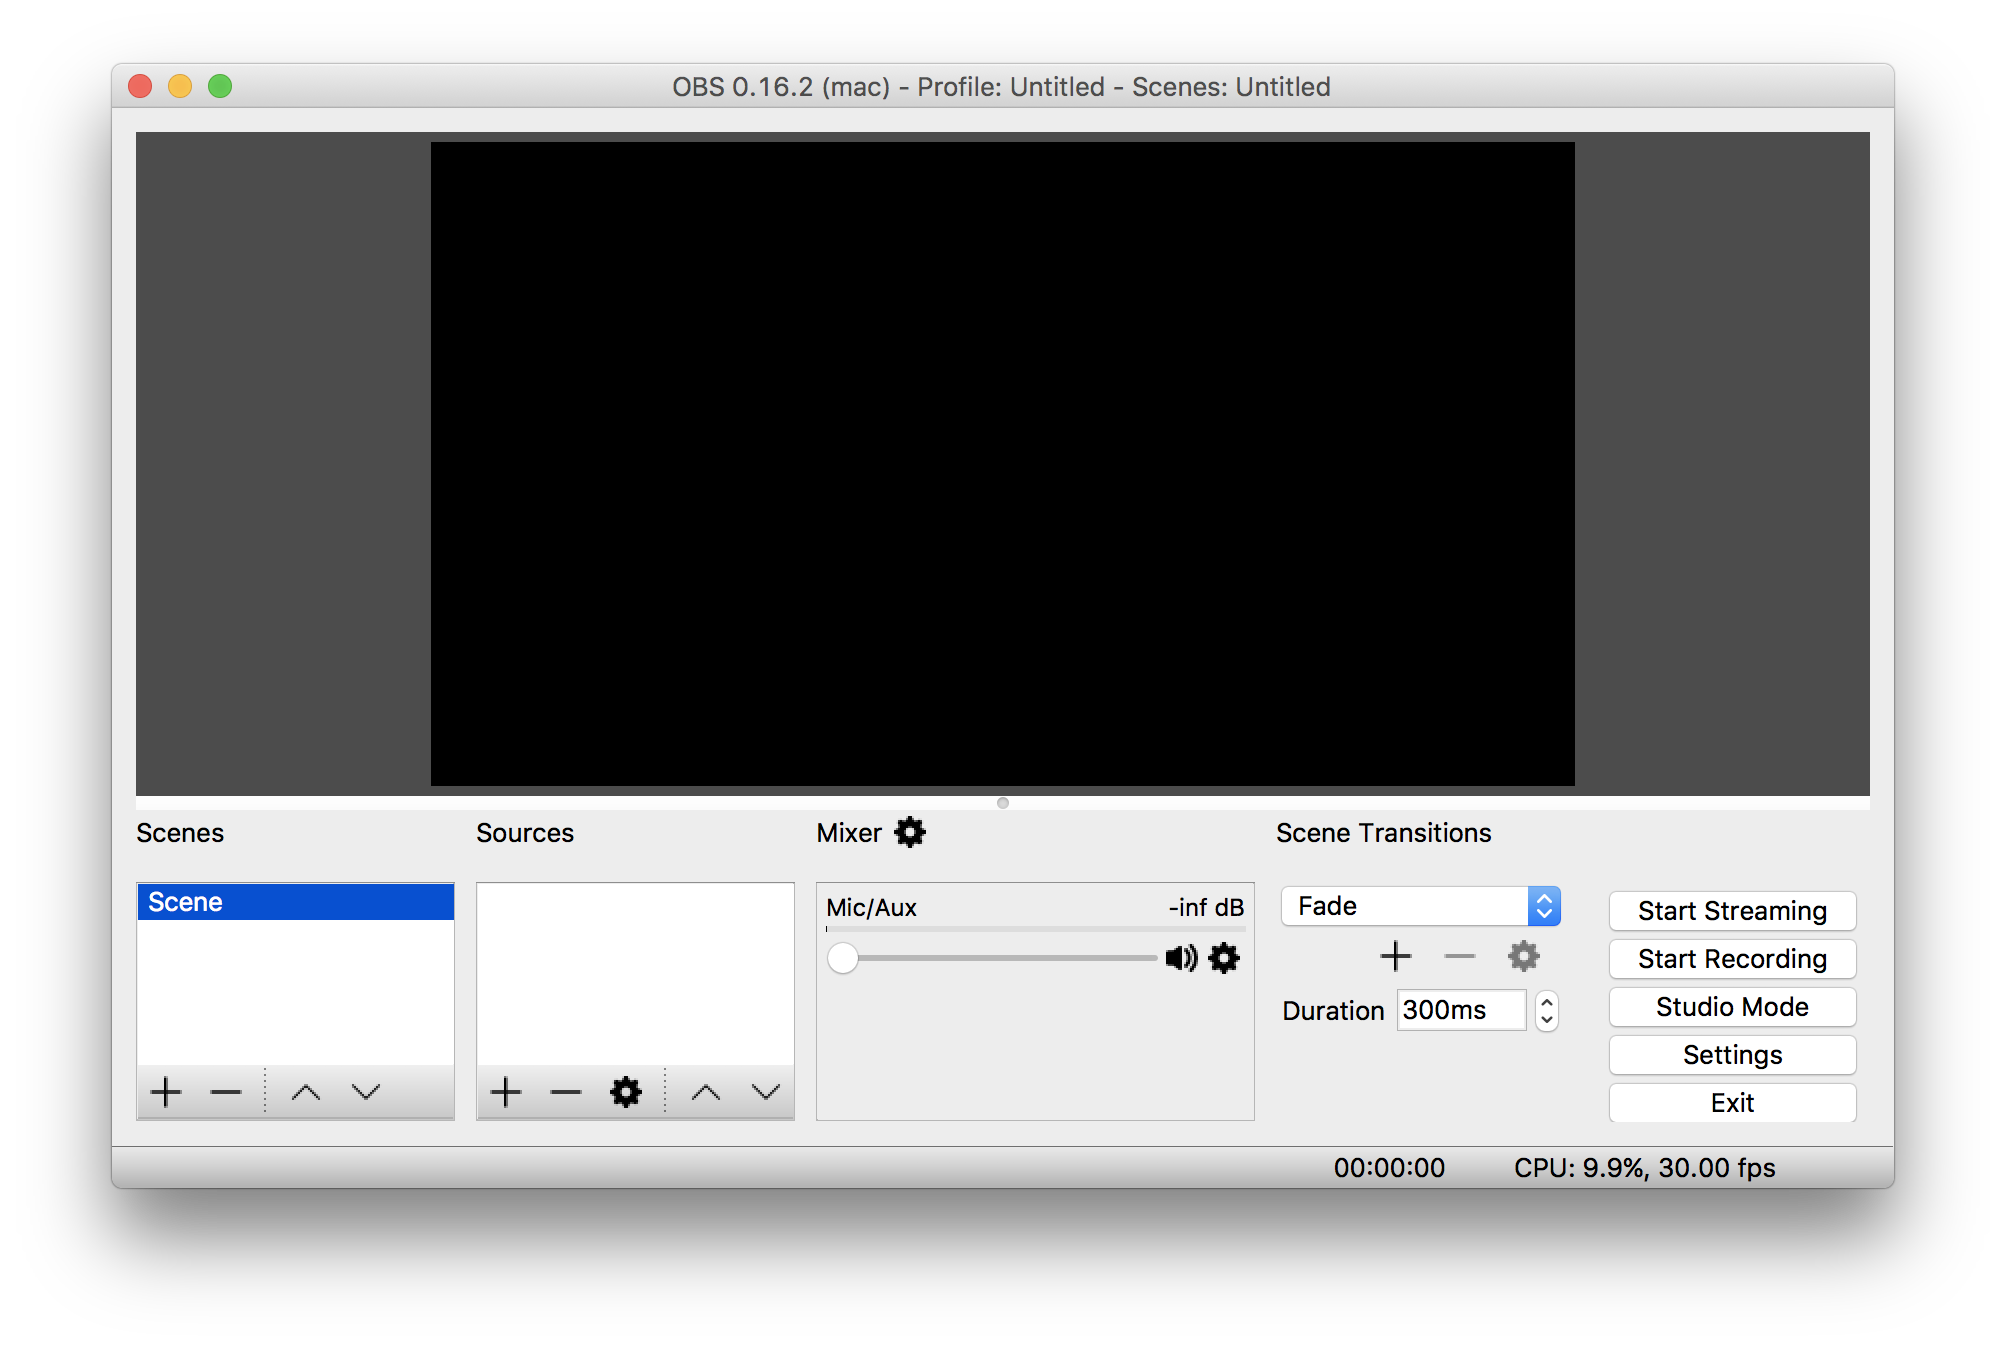 OBS 0.16.2 (mac) - Profile: Untitled - Scenes: Untitled
Scenes
Scene
Sources
Mixer
Mic/Aux -inf dB
Scene Transitions
Fade
Duration 300ms
Start Streaming
Start Recording
Studio Mode
Settings
Exit
00:00:00 CPU: 9.9%, 30.00 fps